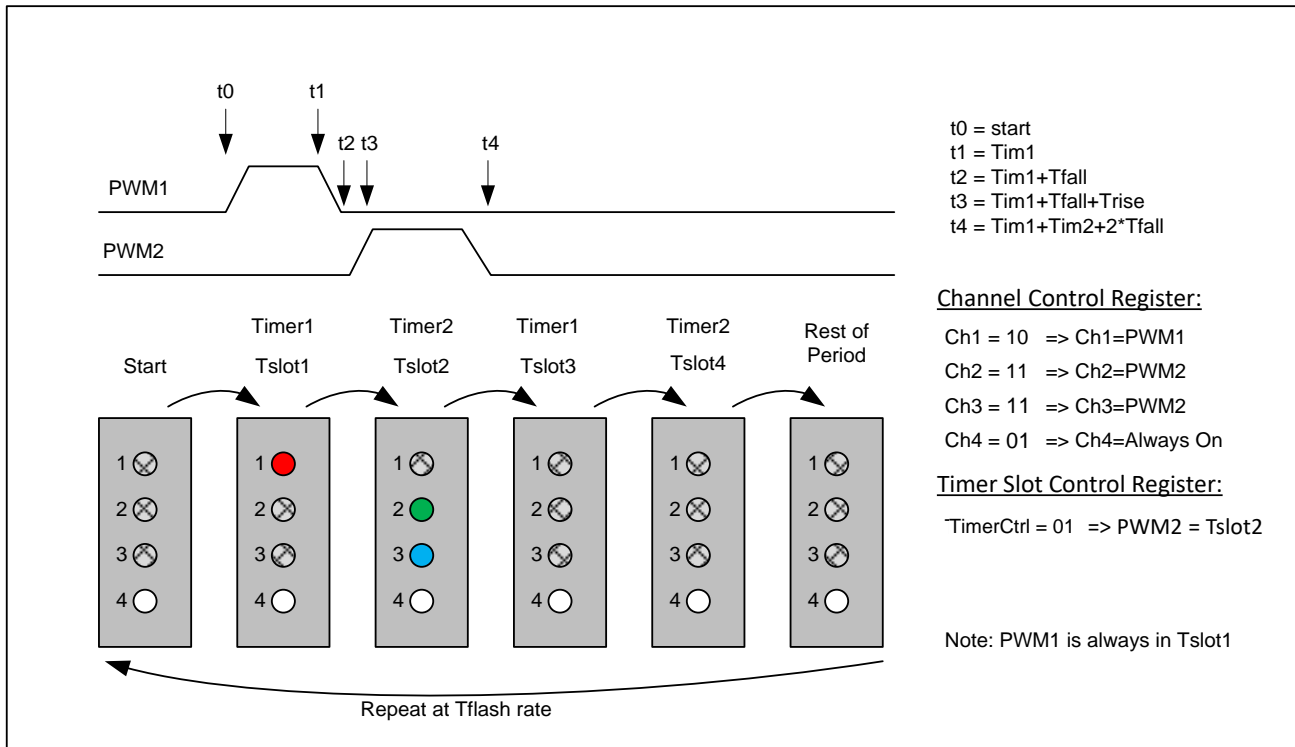 t0
t1
t2
t3
t4
PWM1
PWM2
t0 = start
t1 = Tim1
t2 = Tim1+Tfall
t3 = Tim1+Tfall+Trise
t4 = Tim1+Tim2+2*Tfall
Channel Control Register:
Ch1 = 10 => Ch1=PWM1
Ch2 = 11 => Ch2=PWM2
Ch3 = 11 => Ch3=PWM2
Ch4 = 01 => Ch4=Always On
Timer Slot Control Register:
TimerCtrl = 01 => PWM2 = Tslot2
Note: PWM1 is always in Tslot1
Start
Timer1
Tslot1
Timer2
Tslot2
Timer1
Tslot3
Timer2
Tslot4
Rest of
Period
1
2
3
4
1
2
3
4
1
2
3
4
1
2
3
4
1
2
3
4
1
2
3
4
Repeat at Tflash rate